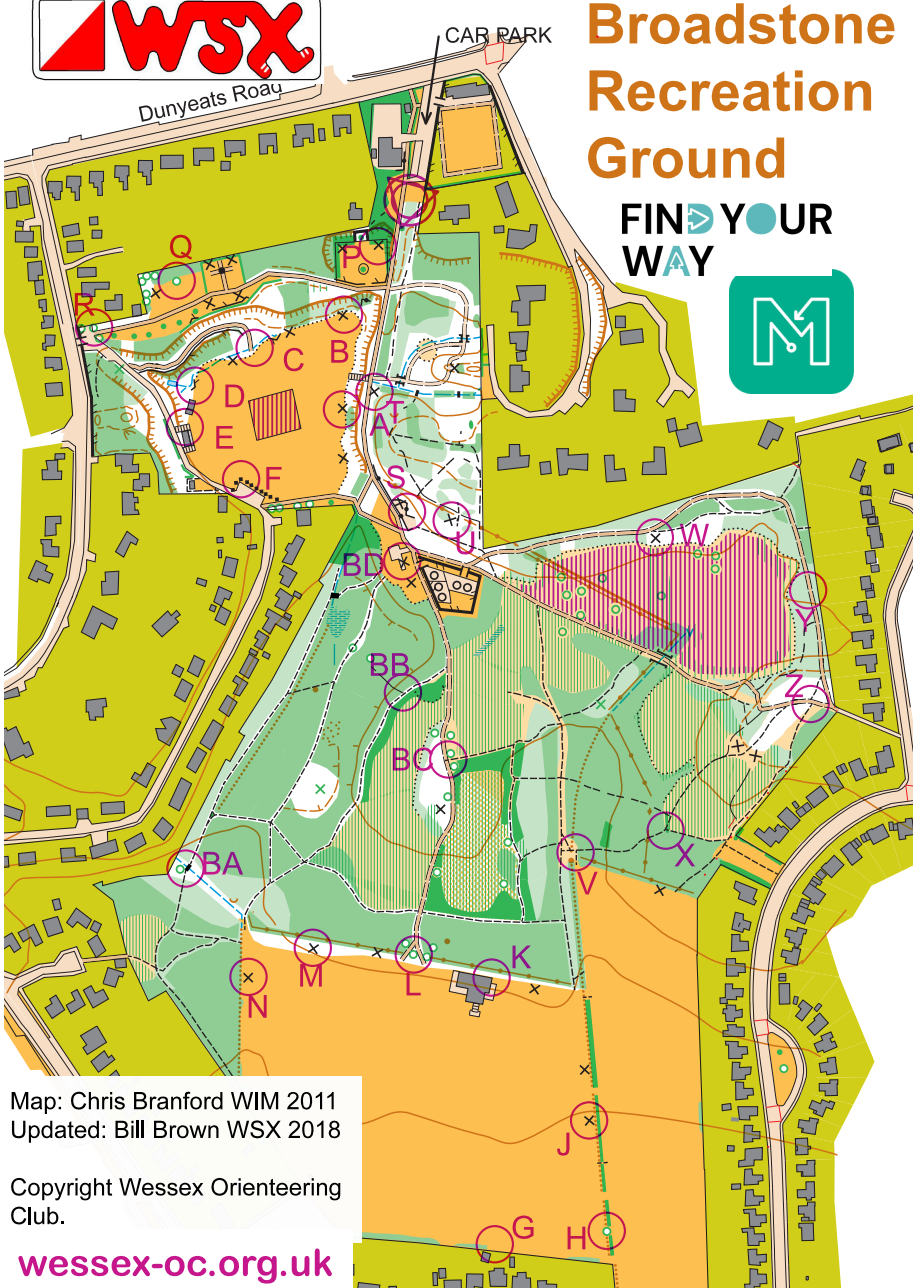 WSX
CAR PARK
Broadstone
Recreation
Ground
Dunyeats Road
FIND YOUR
WAY
M
Q
P
R
B
C
D
A
T
E
F
S
U
W
BD
Y
BB
Z
BC
X
BA
V
K
M
L
N
J
G
H
Map: Chris Branford WIM 2011
Updated: Bill Brown WSX 2018
Copyright Wessex Orienteering
Club.
wessex-oc.org.uk